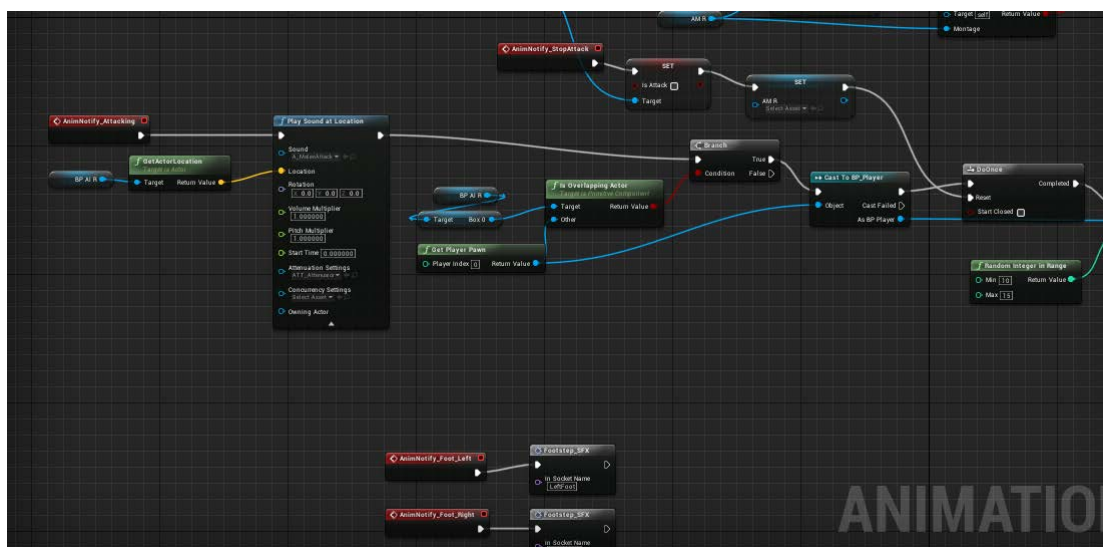 AM R
Target self Return Value
Montage
AnimNotify_StopAttack
SET
Is Attack
Target
SET
AM R
Select Asset
AnimNotify_Attacking
Play Sound at Location
Sound
Location
Rotation
X 0.0 Y 0.0 Z 0.0
Volume Multiplier
1.000000
Pitch Multiplier
1.000000
Start Time 0.000000
Attenuation Settings
Concurrency Settings
Select Asset
Owning Actor
GetActorLocation
Target is Actor
Target Return Value
BP AI R
BP AI R
Target Box 0
Is Overlapping Actor
Target is Primitive Component
Target Return Value
Other
Get Player Pawn
Player Index 0 Return Value
Branch
True
Condition False
Cast To BP_Player
Object Cast Failed
As BP Player
DoOnce
Completed
Reset
Start Closed
Random Integer in Range
Min 10 Return Value
Max 15
AnimNotify_Foot_Left
Footstep_SFX
In Socket Name
LeftFoot
AnimNotify_Foot_Right
Footstep_SFX
In Socket Name
ANIMATIO